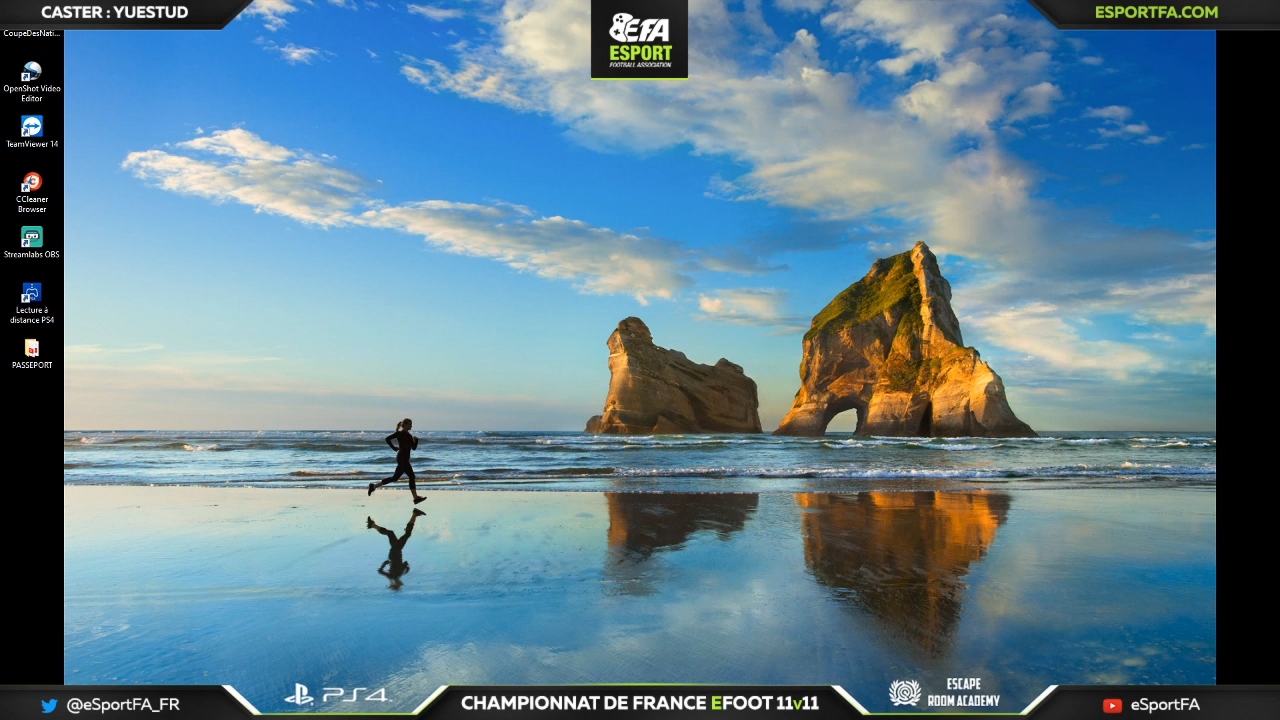 CASTER : YUESTUD
EFA
ESPORT
FOOTBALL ASSOCIATION
ESPORTFA.COM
CoupeDesNati...
OpenShot Video
Editor
TeamViewer 14
CCleaner
Browser
Streamlabs OBS
Lecture à
distance PS4
PASSEPORT
@eSportFA_FR
PS4
CHAMPIONNAT DE FRANCE EFOOT 11v11
ESCAPE
ROOM ACADEMY
eSportFA